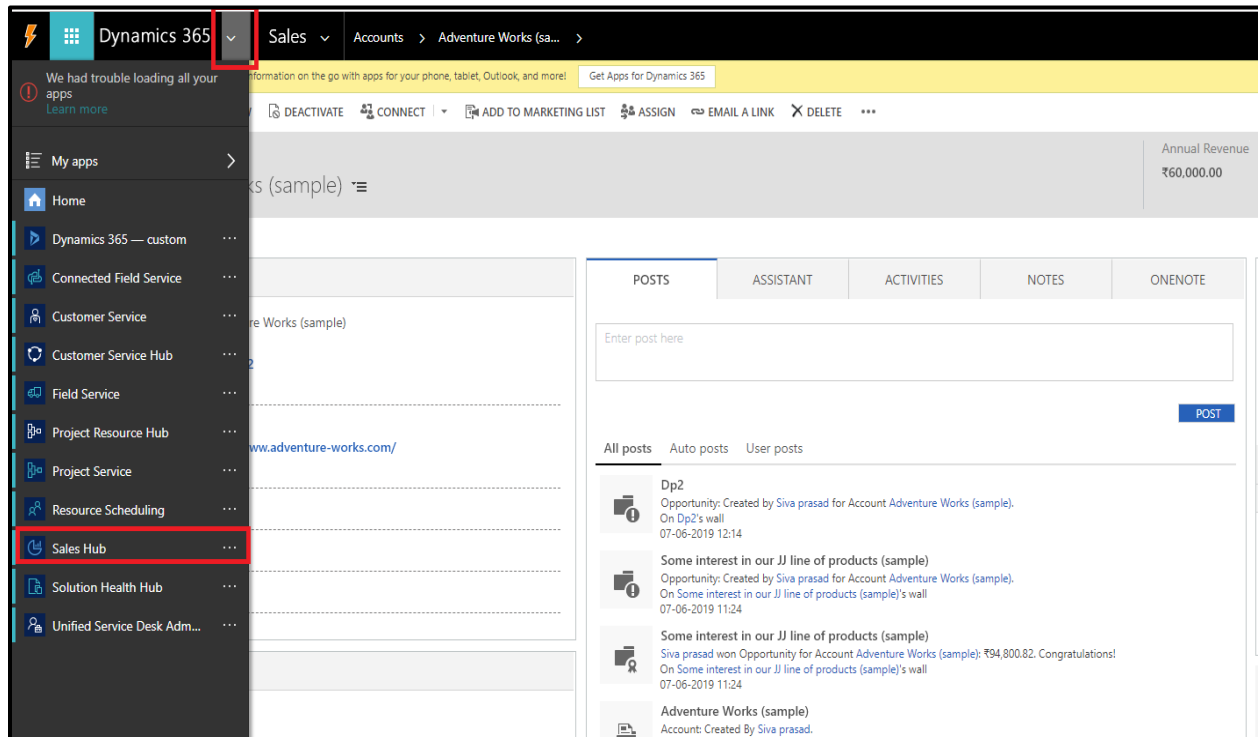 Dynamics 365
Sales
Accounts > Adventure Works (sa... >
We had trouble loading all your
apps
Learn more
nformation on the go with apps for your phone, tablet, Outlook, and more!
Get Apps for Dynamics 365
DEACTIVATE
CONNECT
ADD TO MARKETING LIST
ASSIGN
EMAIL A LINK
DELETE
•••
My apps
Home
Dynamics 365 — custom ...
Connected Field Service ...
Customer Service ...
Customer Service Hub ...
Field Service ...
Project Resource Hub ...
Project Service ...
Resource Scheduling ...
Sales Hub ...
Solution Health Hub ...
Unified Service Desk Adm... ...
ks (sample)
Annual Revenue
₹60,000.00
re Works (sample)
2
ww.adventure-works.com/
POSTS
ASSISTANT
ACTIVITIES
NOTES
ONENOTE
Enter post here
POST
All posts Auto posts User posts
Dp2
Opportunity: Created by Siva prasad for Account Adventure Works (sample).
On Dp2's wall
07-06-2019 12:14
Some interest in our JJ line of products (sample)
Opportunity: Created by Siva prasad for Account Adventure Works (sample).
On Some interest in our JJ line of products (sample)'s wall
07-06-2019 11:24
Some interest in our JJ line of products (sample)
Siva prasad won Opportunity for Account Adventure Works (sample): ₹94,800.82. Congratulations!
On Some interest in our JJ line of products (sample)'s wall
07-06-2019 11:24
Adventure Works (sample)
Account: Created By Siva prasad.